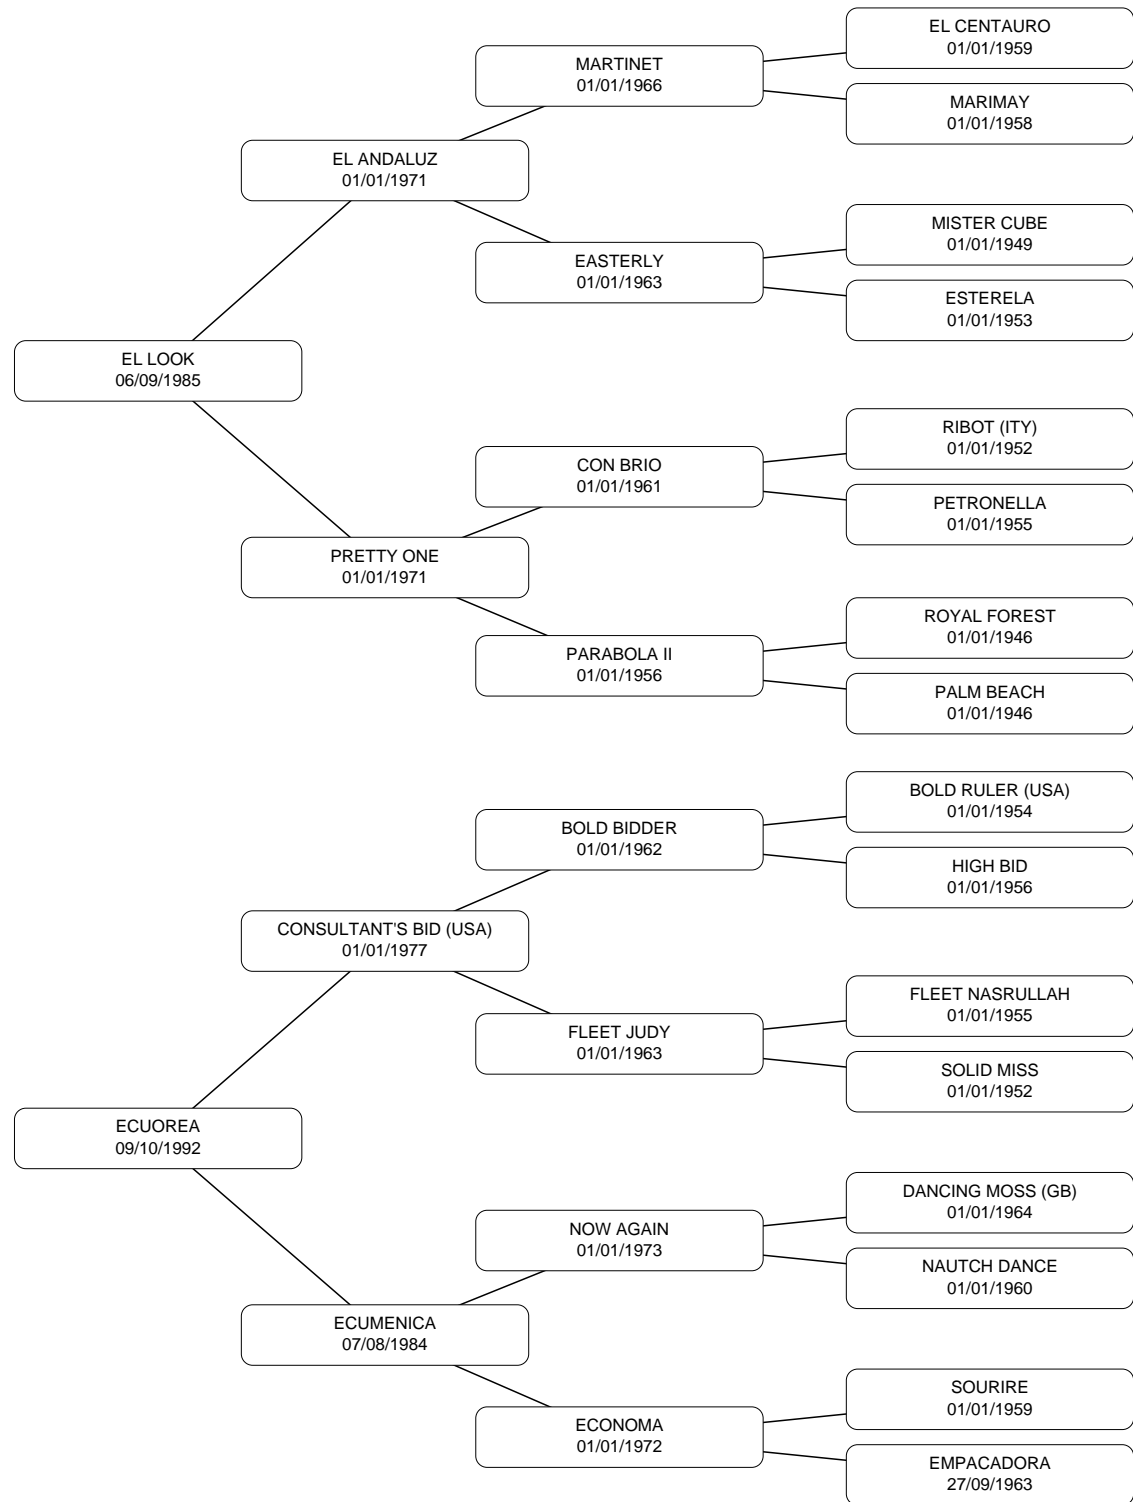 EL CENTAURO
01/01/1959
MARTINET
01/01/1966
MARIMAY
01/01/1958
EL ANDALUZ
01/01/1971
MISTER CUBE
01/01/1949
EASTERLY
01/01/1963
ESTERELA
01/01/1953
EL LOOK
06/09/1985
RIBOT (ITY)
01/01/1952
CON BRIO
01/01/1961
PETRONELLA
01/01/1955
PRETTY ONE
01/01/1971
ROYAL FOREST
01/01/1946
PARABOLA II
01/01/1956
PALM BEACH
01/01/1946
BOLD RULER (USA)
01/01/1954
BOLD BIDDER
01/01/1962
HIGH BID
01/01/1956
CONSULTANT'S BID (USA)
01/01/1977
FLEET NASRULLAH
01/01/1955
FLEET JUDY
01/01/1963
SOLID MISS
01/01/1952
ECUOREA
09/10/1992
DANCING MOSS (GB)
01/01/1964
NOW AGAIN
01/01/1973
NAUTCH DANCE
01/01/1960
ECUMENICA
07/08/1984
SOURIRE
01/01/1959
ECONOMA
01/01/1972
EMPACADORA
27/09/1963